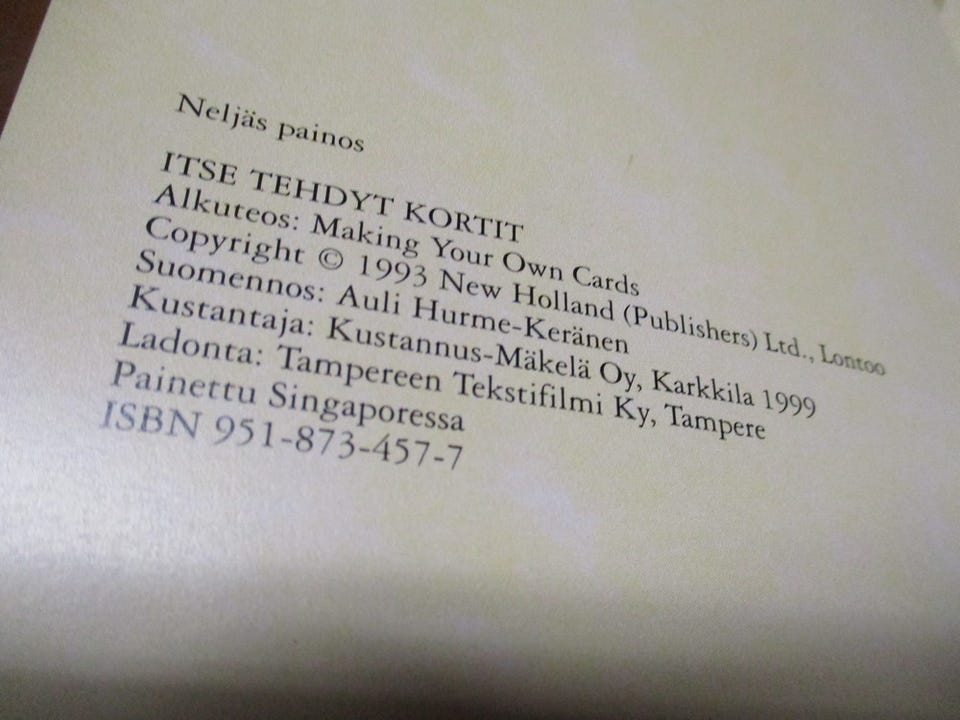 Neljäs painos
ITSE TEHDYT KORTIT
Alkuteos: Making Your Own Cards
Copyright © 1993 New Holland (Publishers) Ltd., Lontoo
Suomennos: Auli Hurme-Keränen
Kustantaja: Kustannus-Mäkelä Oy, Karkkila 1999
Ladonta: Tampereen Tekstifilmi Ky, Tampere
Painettu Singaporessa
ISBN 951-873-457-7